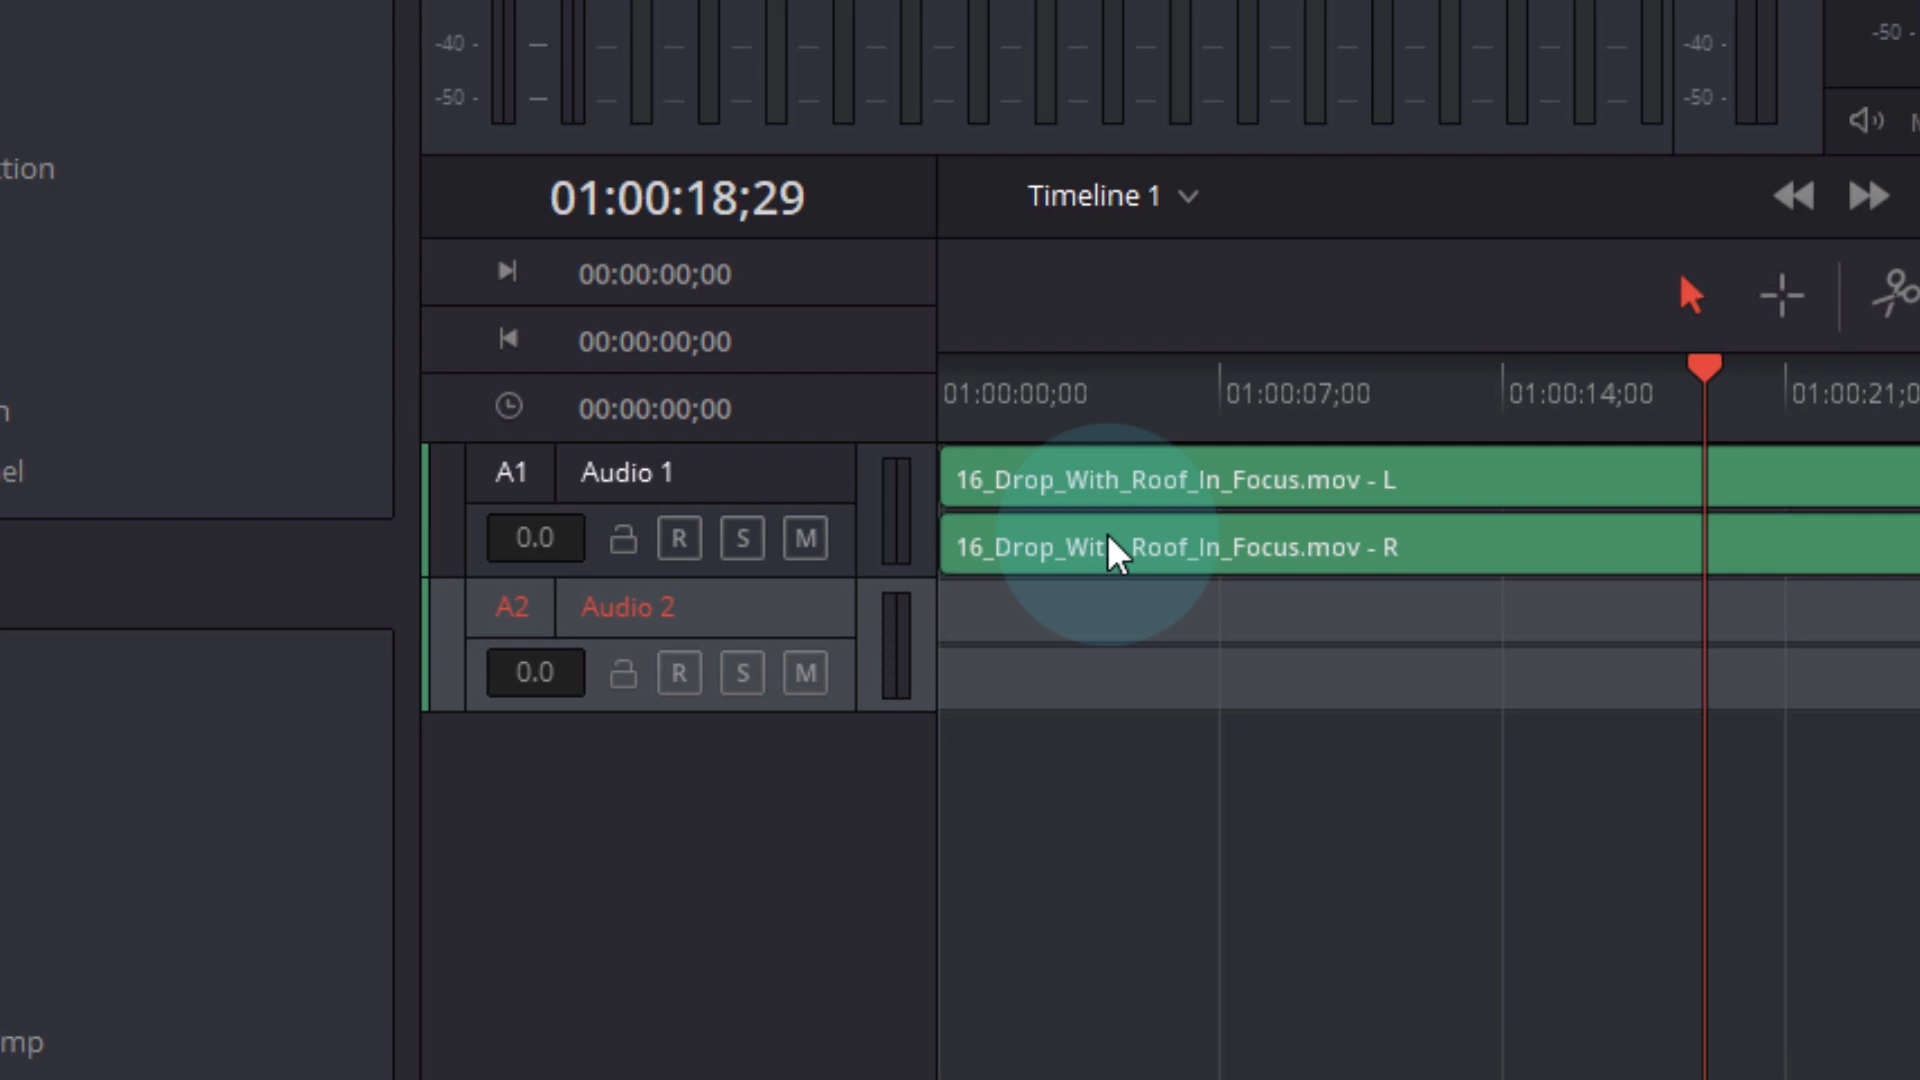 -40 -
-50 -
-40 -
-50 -
-50 -
M
tion
el
mp
01:00:18;29
Timeline 1
00:00:00;00
00:00:00;00
00:00:00;00
01:00:00;00 01:00:07;00 01:00:14;00 01:00:21;0
A1 Audio 1
0.0 R S M
16_Drop_With_Roof_In_Focus.mov - L
16_Drop_With_Roof_In_Focus.mov - R
A2 Audio 2
0.0 R S M